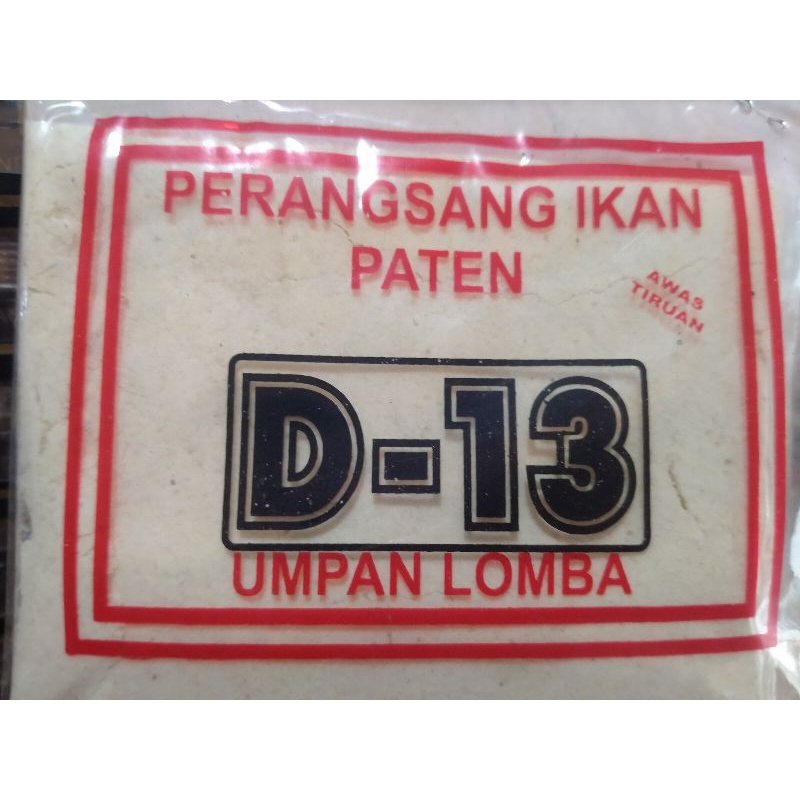 PERANGSANG IKAN
PATEN
AWAS
TIRUAN
D-13
UMPAN LOMBA